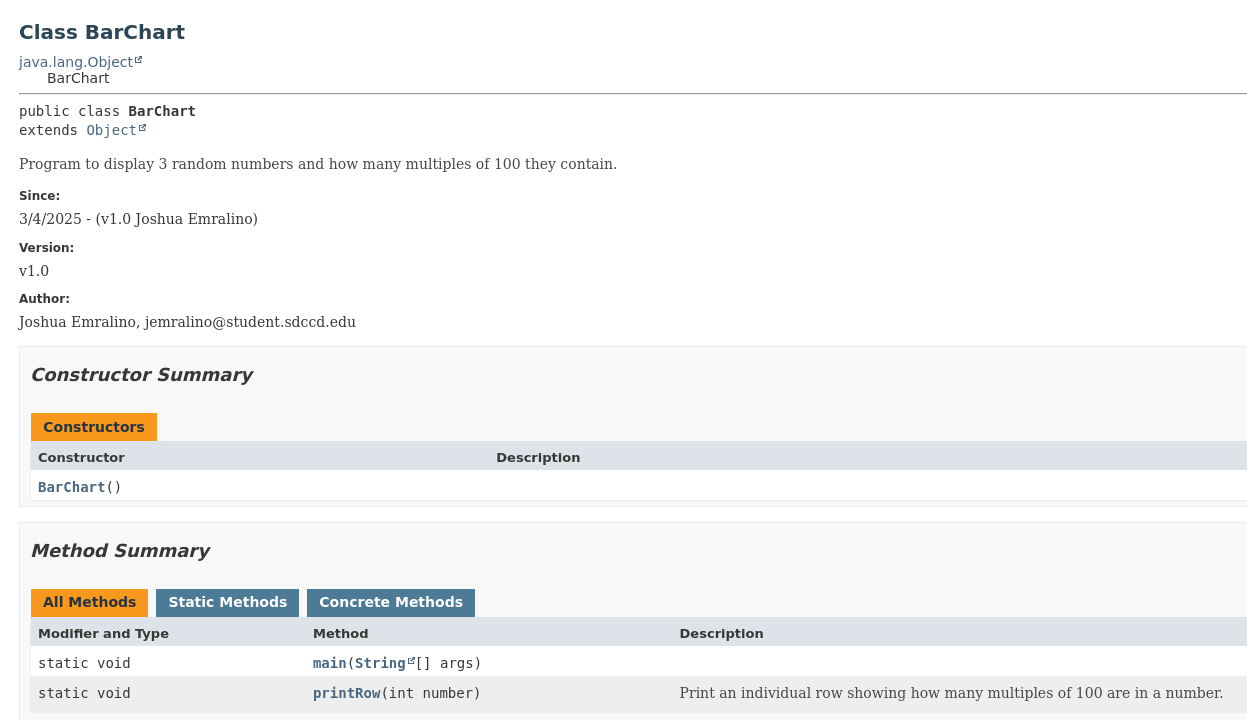 Class BarChart
java.lang.Object
BarChart
public class BarChart
extends Object
Program to display 3 random numbers and how many multiples of 100 they contain.
Since:
3/4/2025 - (v1.0 Joshua Emralino)
Version:
v1.0
Author:
Joshua Emralino, jemralino@student.sdccd.edu
Constructor Summary
Constructors
Constructor Description
BarChart()
Method Summary
All Methods Static Methods Concrete Methods
Modifier and Type Method Description
static void main(String[] args)
static void printRow(int number) Print an individual row showing how many multiples of 100 are in a number.